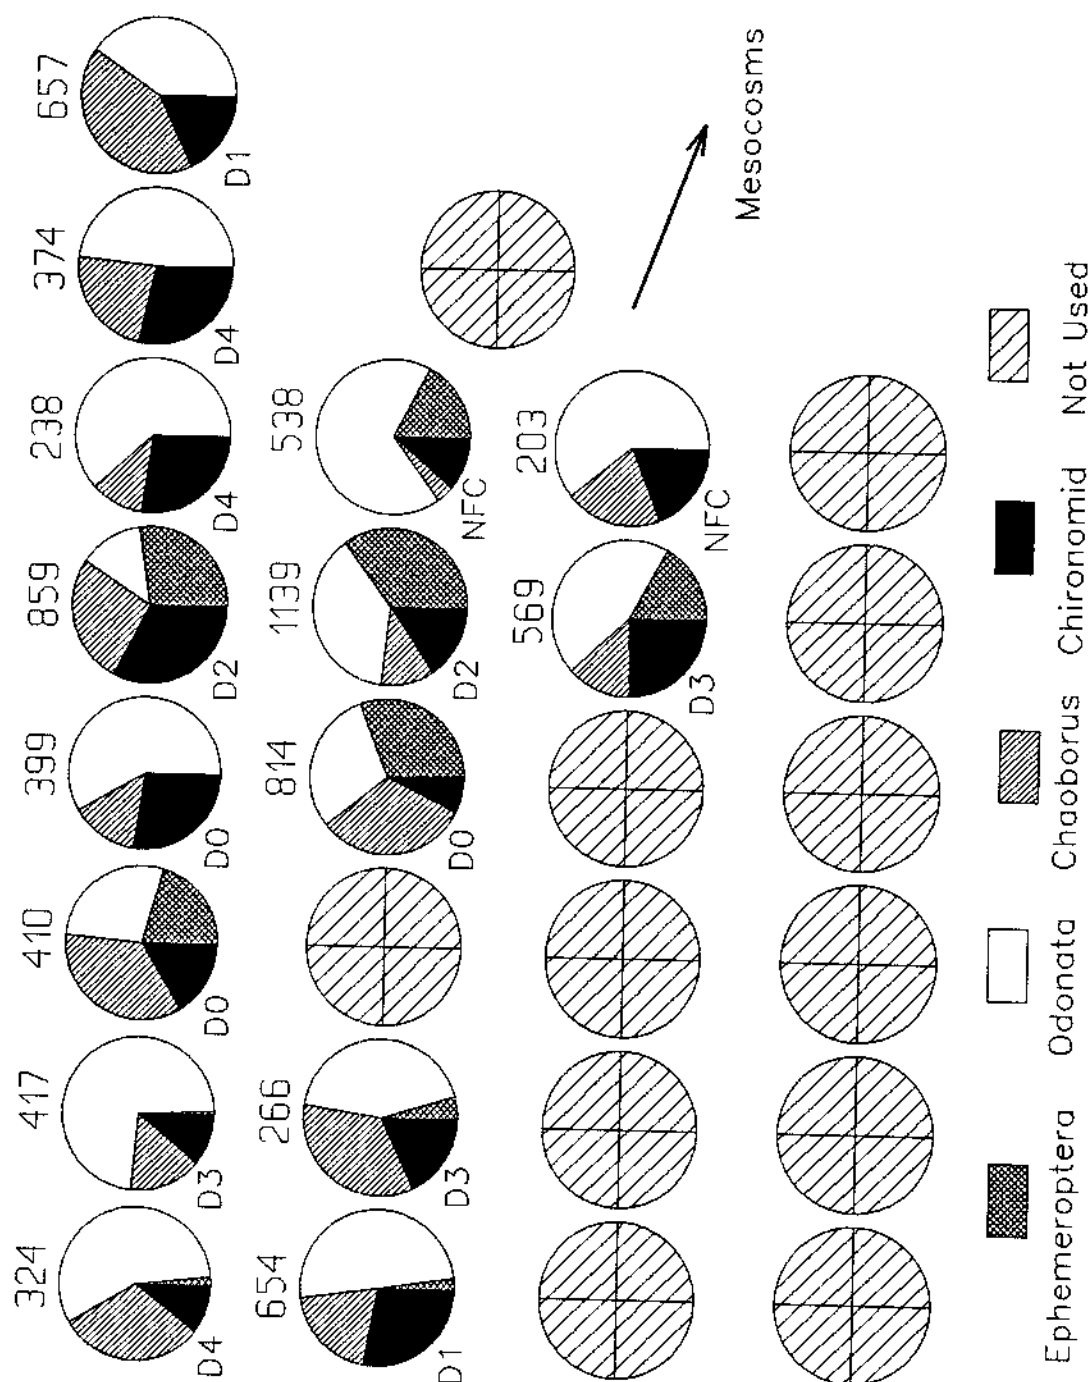 324 417 410 399 859 238 374 657
D4 D3 D0 D0 D2 D4 D4 D1
654 266 814 1139 538
D1 D3 D0 D2 NFC
569 203
D3 NFC
Mesocosms
Ephemeroptera Odonata Chaoborus Chironomid Not Used